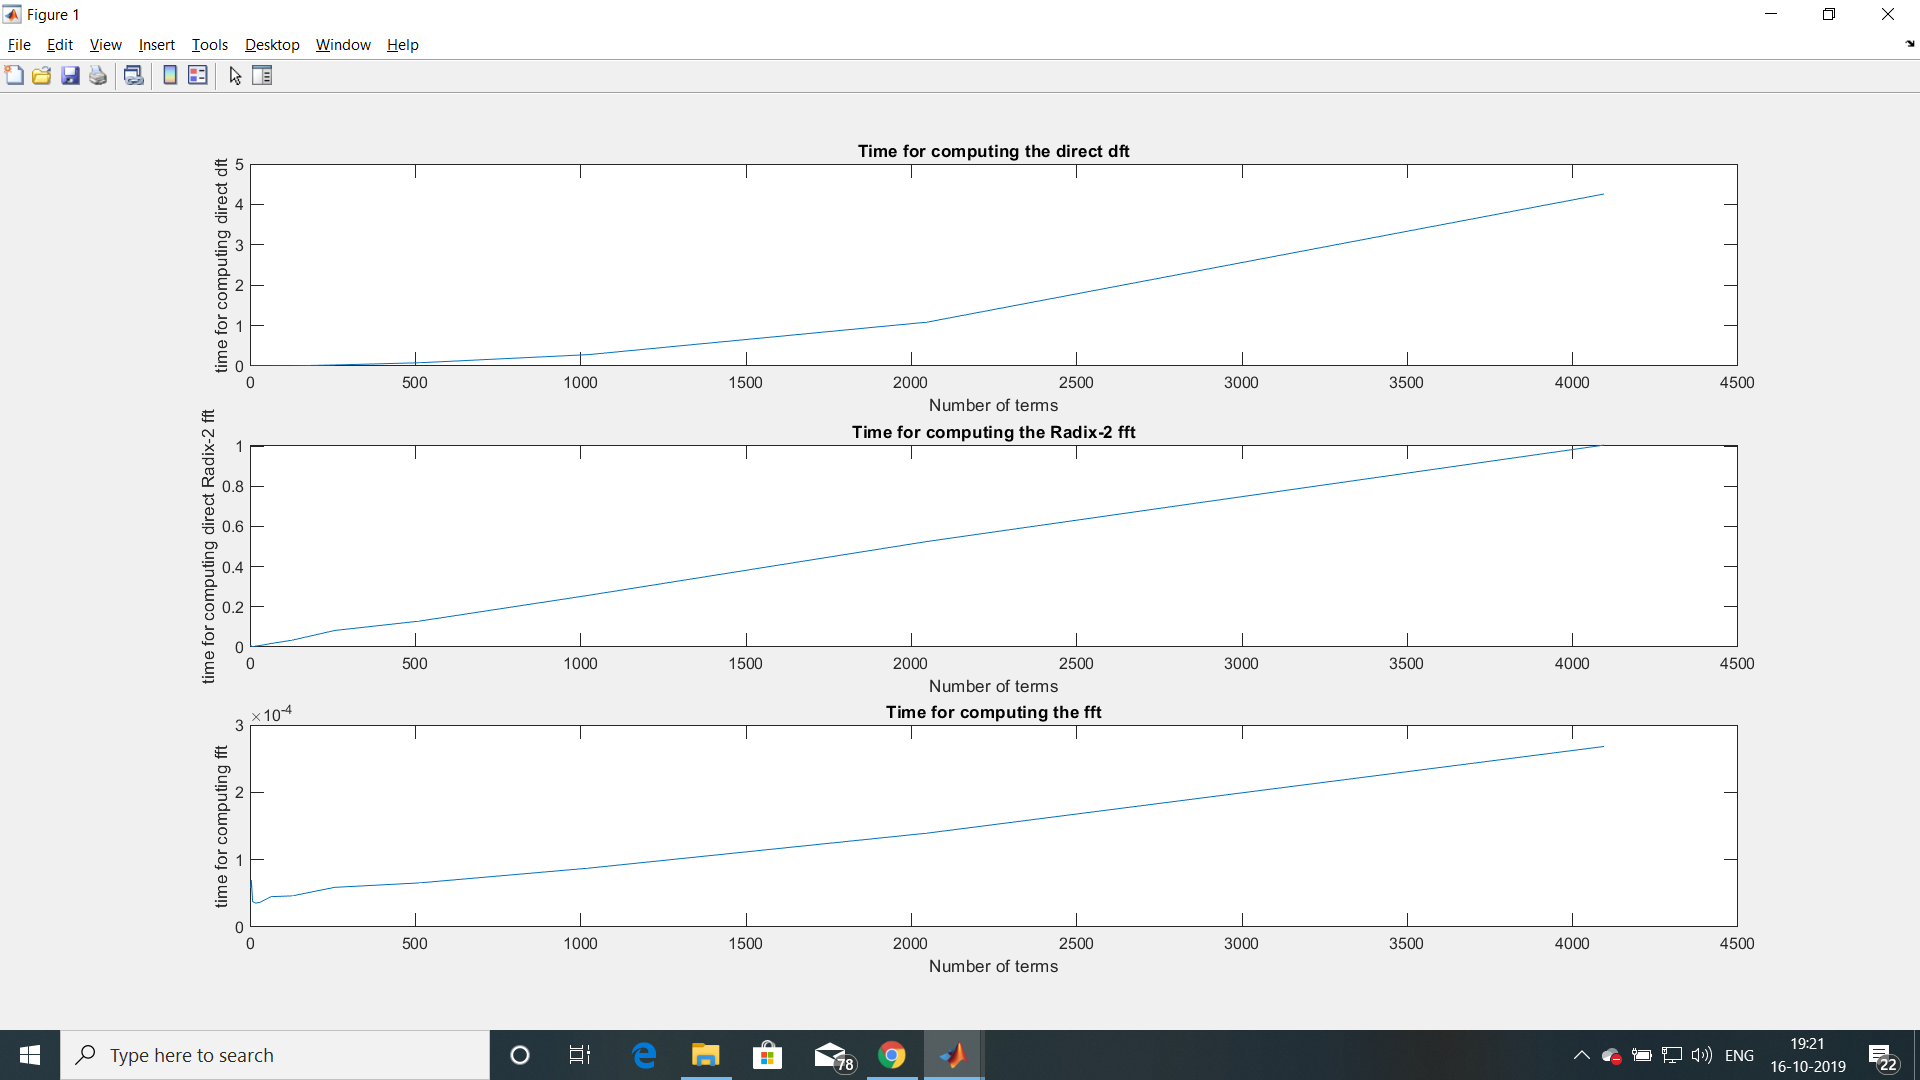 Figure 1
File Edit View Insert Tools Desktop Window Help
Time for computing the direct dft
time for computing direct dft
5
4
3
2
1
0
0 500 1000 1500 2000 2500 3000 3500 4000 4500
Number of terms
Time for computing the Radix-2 fft
time for computing direct Radix-2 fft
1
0.8
0.6
0.4
0.2
0
0 500 1000 1500 2000 2500 3000 3500 4000 4500
Number of terms
Time for computing the fft
×10-4
time for computing fft
3
2
1
0
0 500 1000 1500 2000 2500 3000 3500 4000 4500
Number of terms
Type here to search
78
ENG
19:21
16-10-2019
22